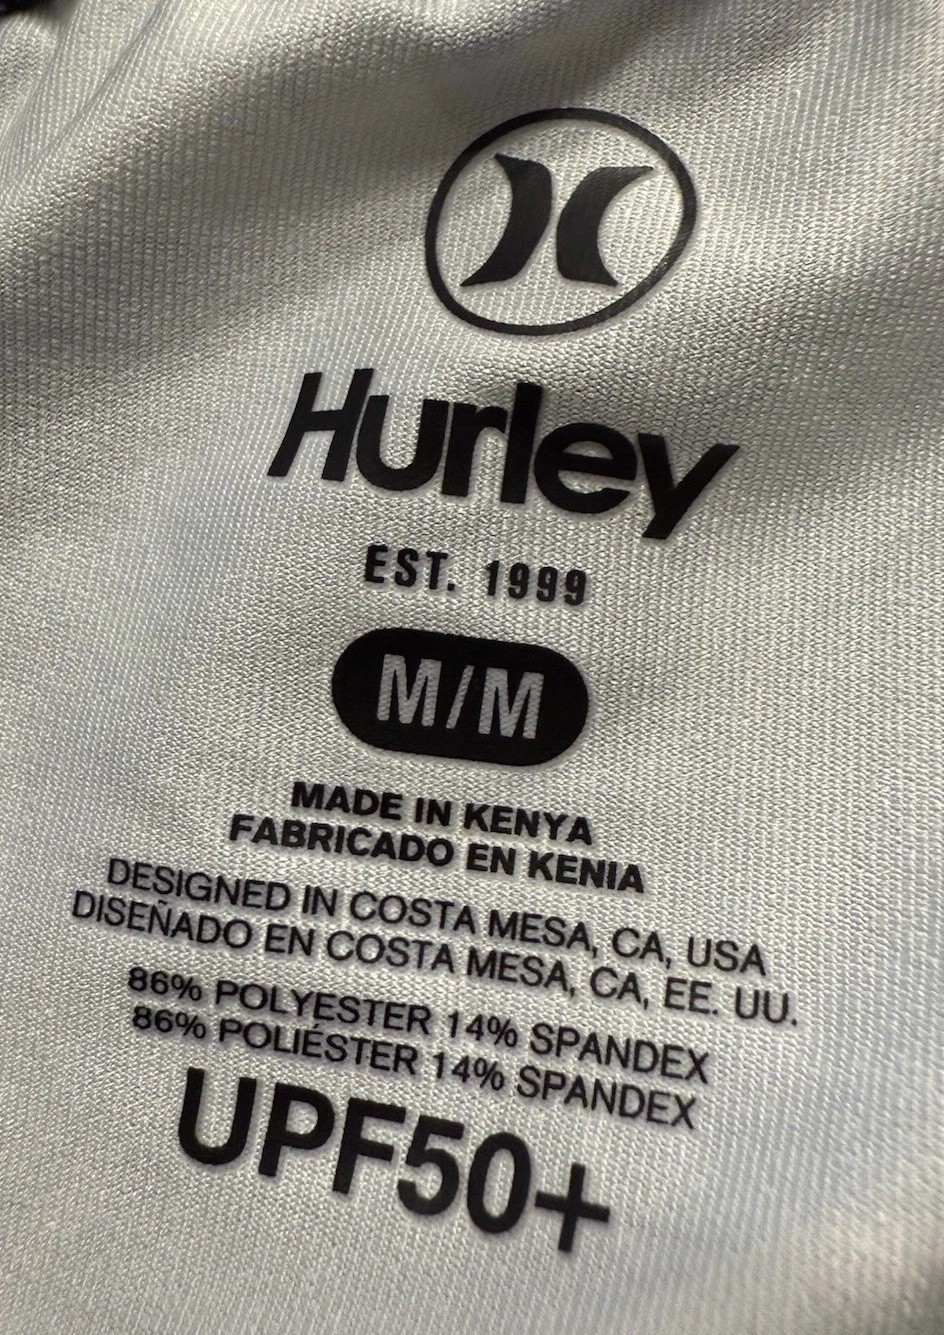 Hurley
EST. 1999
M/M
MADE IN KENYA
FABRICADO EN KENIA
DESIGNED IN COSTA MESA, CA, USA
DISEÑADO EN COSTA MESA, CA, EE. UU.
86% POLYESTER 14% SPANDEX
86% POLIÉSTER 14% SPANDEX
UPF50+